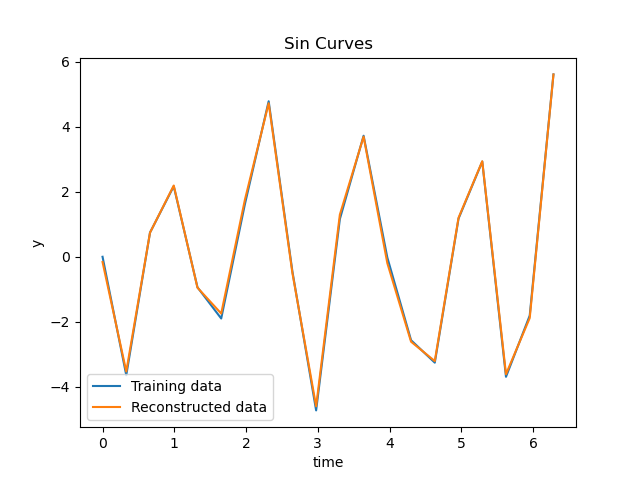 Sin Curves
6
4
2
0
−2
−4
y
Training data
Reconstructed data
0 1 2 3 4 5 6
time